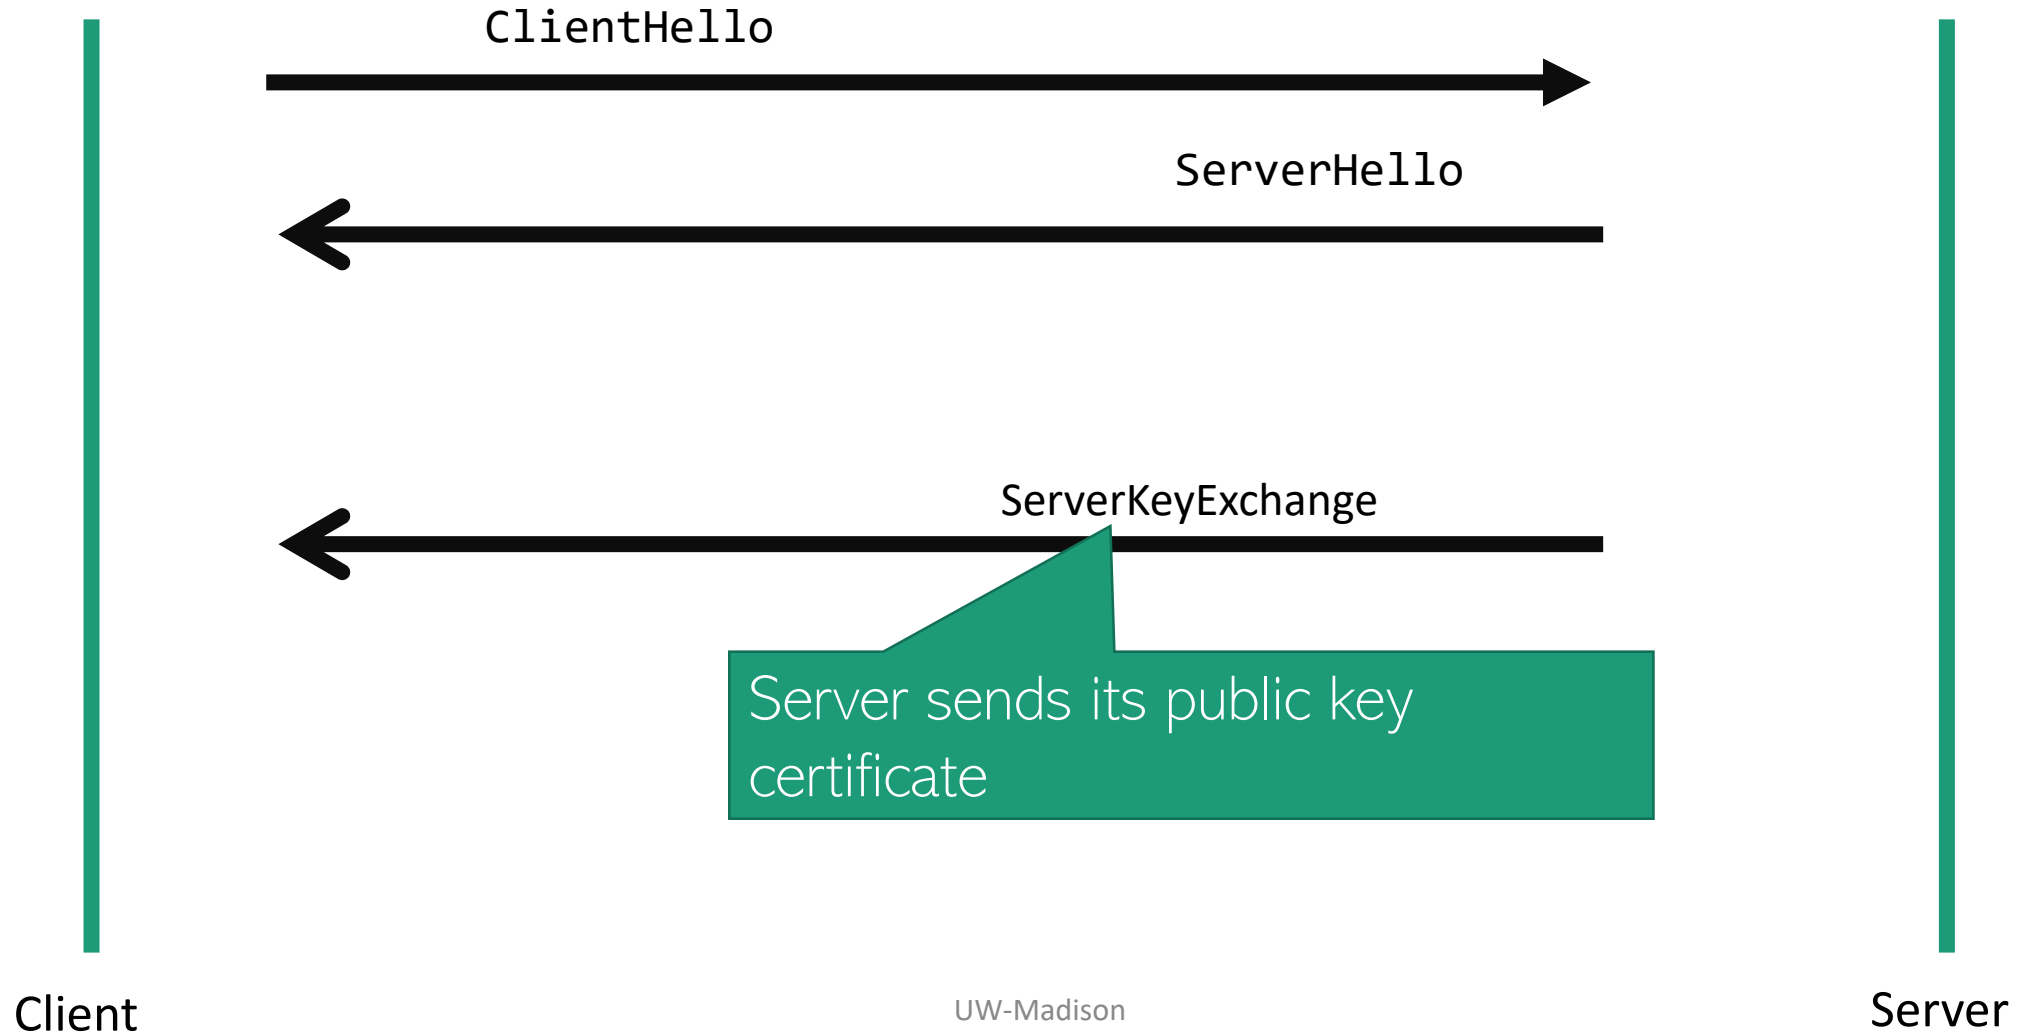 ClientHello
ServerHello
ServerKeyExchange
Server sends its public key
certificate
Client
UW-Madison
Server